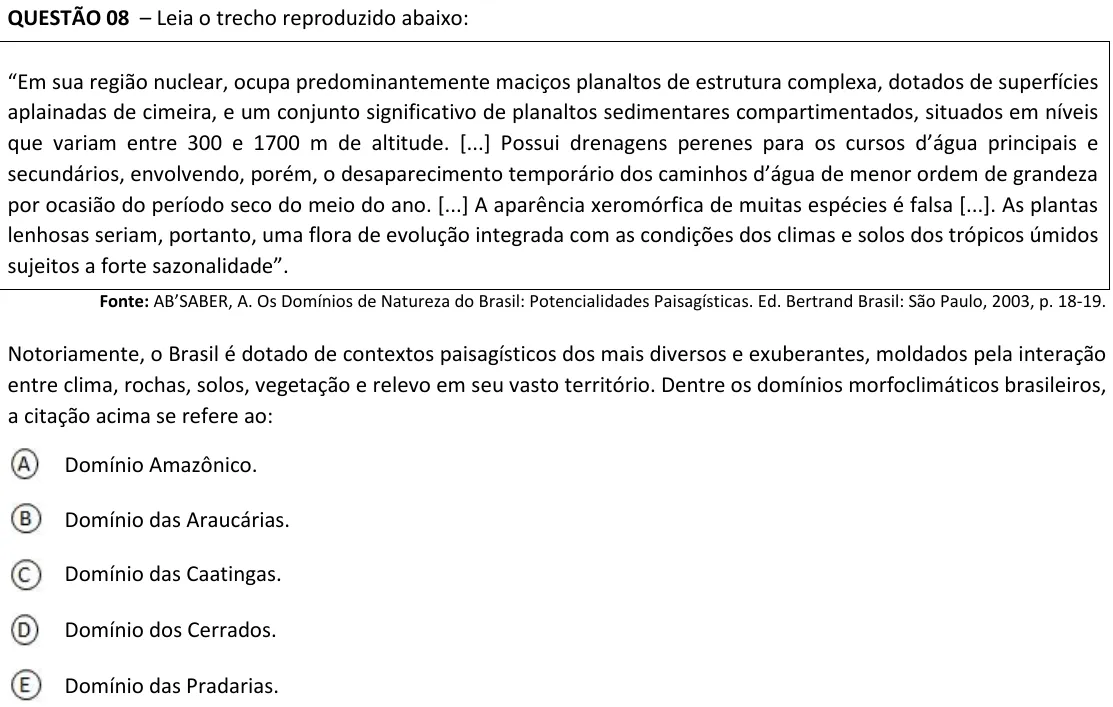 QUESTÃO 08 – Leia o trecho reproduzido abaixo:
“Em sua região nuclear, ocupa predominantemente maciços planaltos de estrutura complexa, dotados de superfícies
aplainadas de cimeira, e um conjunto significativo de planaltos sedimentares compartimentados, situados em níveis
que variam entre 300 e 1700 m de altitude. [...] Possui drenagens perenes para os cursos d’água principais e
secundários, envolvendo, porém, o desaparecimento temporário dos caminhos d’água de menor ordem de grandeza
por ocasião do período seco do meio do ano. [...] A aparência xeromórfica de muitas espécies é falsa [...]. As plantas
lenhosas seriam, portanto, uma flora de evolução integrada com as condições dos climas e solos dos trópicos úmidos
sujeitos a forte sazonalidade”.
Fonte: AB’SABER, A. Os Domínios de Natureza do Brasil: Potencialidades Paisagísticas. Ed. Bertrand Brasil: São Paulo, 2003, p. 18-19.
Notoriamente, o Brasil é dotado de contextos paisagísticos dos mais diversos e exuberantes, moldados pela interação
entre clima, rochas, solos, vegetação e relevo em seu vasto território. Dentre os domínios morfoclimáticos brasileiros,
a citação acima se refere ao:
A Domínio Amazônico.
B Domínio das Araucárias.
C Domínio das Caatingas.
D Domínio dos Cerrados.
E Domínio das Pradarias.